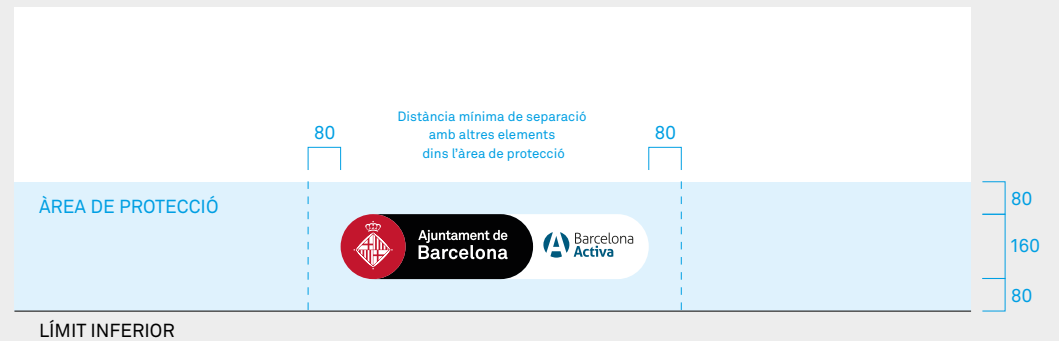 Distància mínima de separació
amb altres elements
dins l'àrea de protecció
80
80
ÀREA DE PROTECCIÓ
80
160
80
Ajuntament de
Barcelona
Barcelona
Activa
LÍMIT INFERIOR